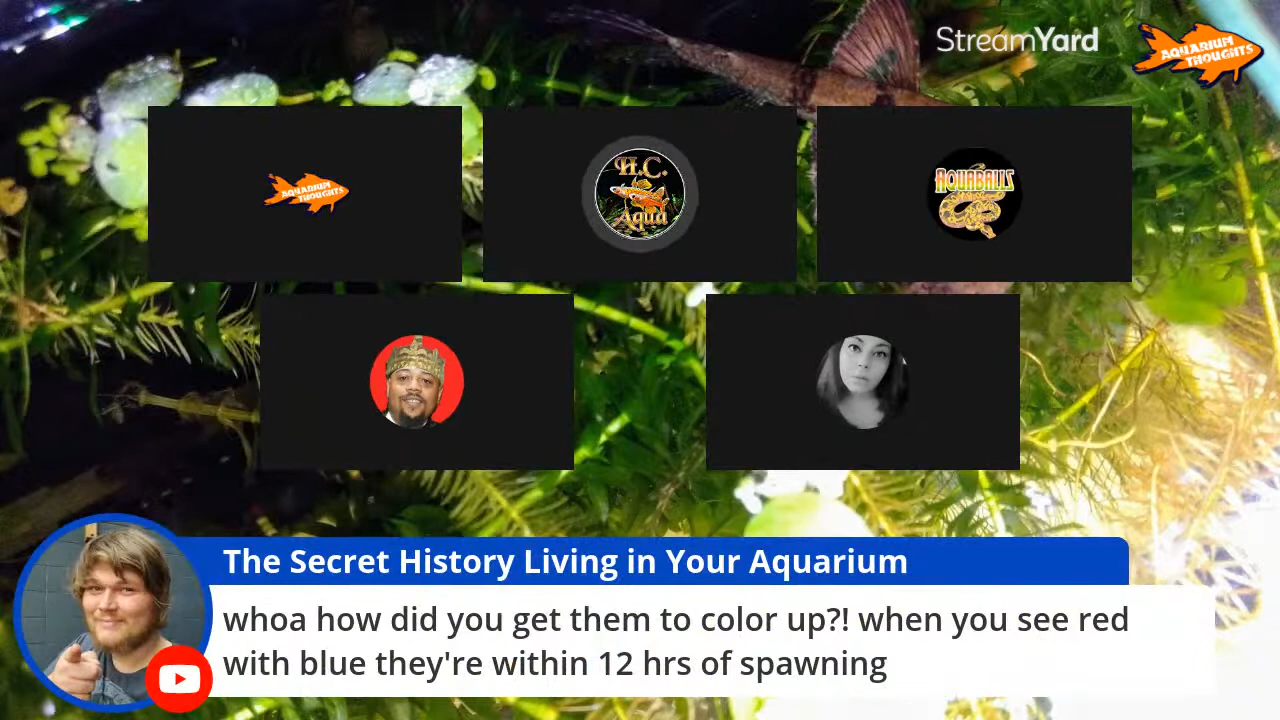 StreamYard
AQUARIUM
THOUGHTS
AQUARIUM
THOUGHTS
H.C.
Aqua
AQUABALLS
The Secret History Living in Your Aquarium
whoa how did you get them to color up?! when you see red
with blue they're within 12 hrs of spawning